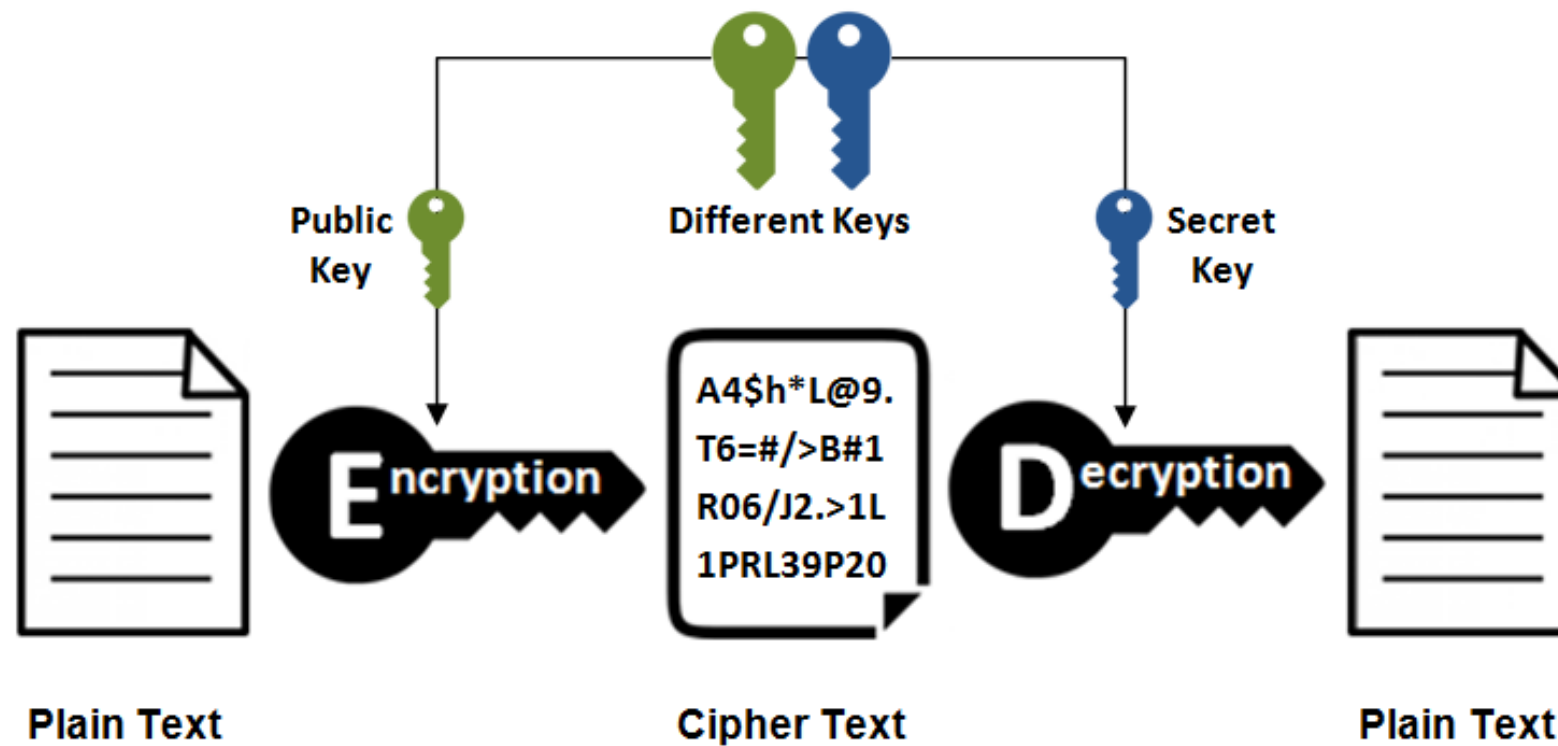 Different Keys
Public
Key
Secret
Key
Encryption
A4$h*L@9.
T6=#/>B#1
R06/J2.>1L
1PRL39P20
Decryption
Plain Text
Cipher Text
Plain Text